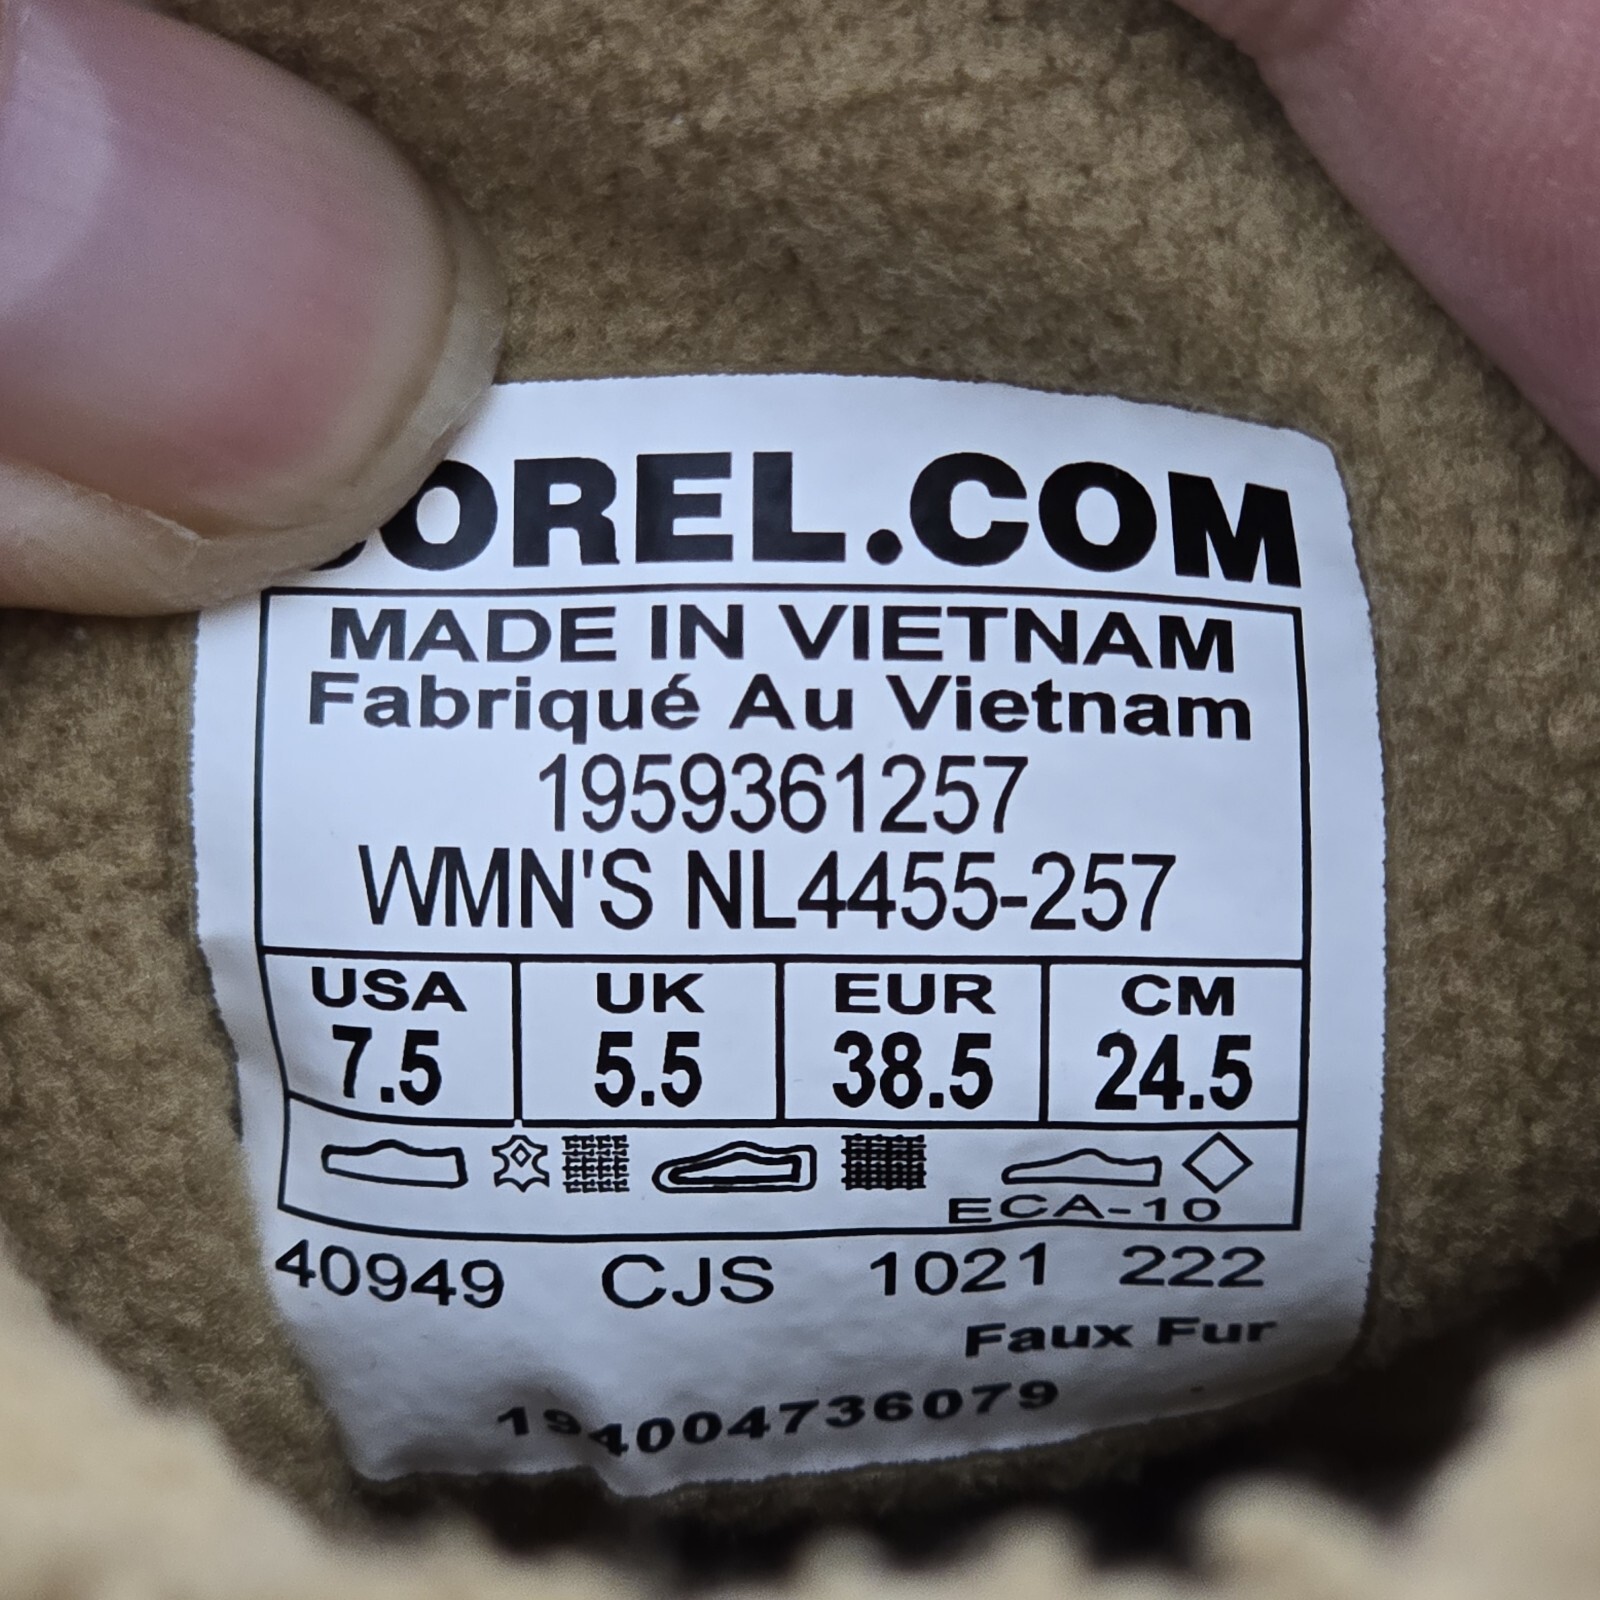 SOREL.COM
MADE IN VIETNAM
Fabriqué Au Vietnam
1959361257
WMN'S NL4455-257
USA UK EUR CM
7.5 5.5 38.5 24.5
ECA-10
40949 CJS 1021 222
Faux Fur
194004736079